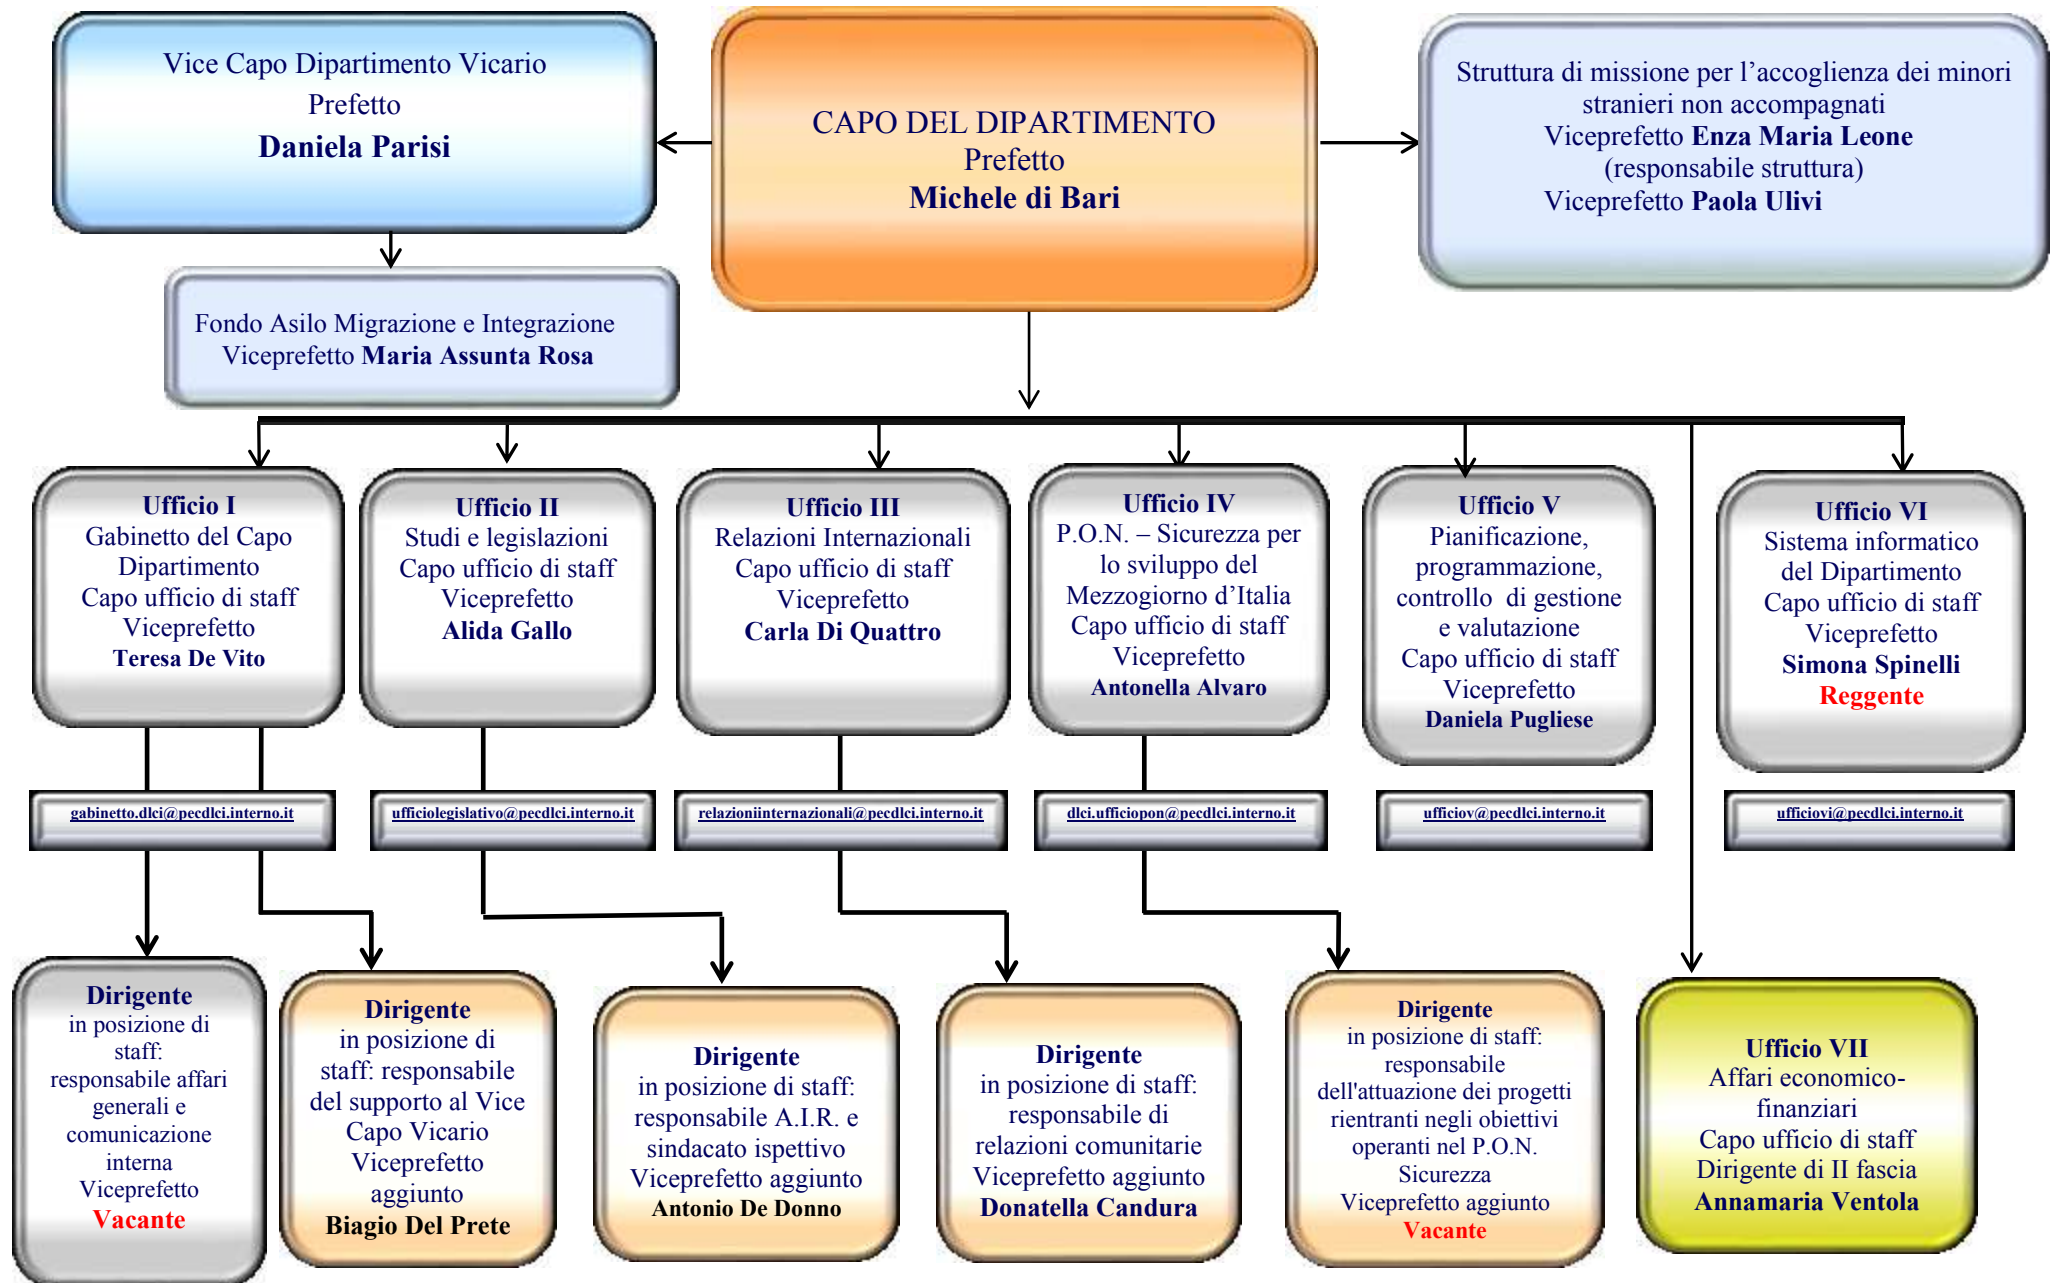 Vice Capo Dipartimento Vicario
Prefetto
Daniela Parisi
CAPO DEL DIPARTIMENTO
Prefetto
Michele di Bari
Struttura di missione per l’accoglienza dei minori
stranieri non accompagnati
Viceprefetto Enza Maria Leone
(responsabile struttura)
Viceprefetto Paola Ulivi
Fondo Asilo Migrazione e Integrazione
Viceprefetto Maria Assunta Rosa
Ufficio I
Gabinetto del Capo
Dipartimento
Capo ufficio di staff
Viceprefetto
Teresa De Vito
Ufficio II
Studi e legislazioni
Capo ufficio di staff
Viceprefetto
Alida Gallo
Ufficio III
Relazioni Internazionali
Capo ufficio di staff
Viceprefetto
Carla Di Quattro
Ufficio IV
P.O.N. – Sicurezza per
lo sviluppo del
Mezzogiorno d’Italia
Capo ufficio di staff
Viceprefetto
Antonella Alvaro
Ufficio V
Pianificazione,
programmazione,
controllo di gestione
e valutazione
Capo ufficio di staff
Viceprefetto
Daniela Pugliese
Ufficio VI
Sistema informatico
del Dipartimento
Capo ufficio di staff
Viceprefetto
Simona Spinelli
Reggente
gabinetto.dlci@pecdlci.interno.it
ufficiolegislativo@pecdlci.interno.it
relazioniinternazionali@pecdlci.interno.it
dlci.ufficiopon@pecdlci.interno.it
ufficiov@pecdlci.interno.it
ufficiovi@pecdlci.interno.it
Dirigente
in posizione di
staff:
responsabile affari
generali e
comunicazione
interna
Viceprefetto
Vacante
Dirigente
in posizione di
staff: responsabile
del supporto al Vice
Capo Vicario
Viceprefetto
aggiunto
Biagio Del Prete
Dirigente
in posizione di staff:
responsabile A.I.R. e
sindacato ispettivo
Viceprefetto aggiunto
Antonio De Donno
Dirigente
in posizione di staff:
responsabile di
relazioni comunitarie
Viceprefetto aggiunto
Donatella Candura
Dirigente
in posizione di staff:
responsabile
dell'attuazione dei progetti
rientranti negli obiettivi
operanti nel P.O.N.
Sicurezza
Viceprefetto aggiunto
Vacante
Ufficio VII
Affari economico-
finanziari
Capo ufficio di staff
Dirigente di II fascia
Annamaria Ventola